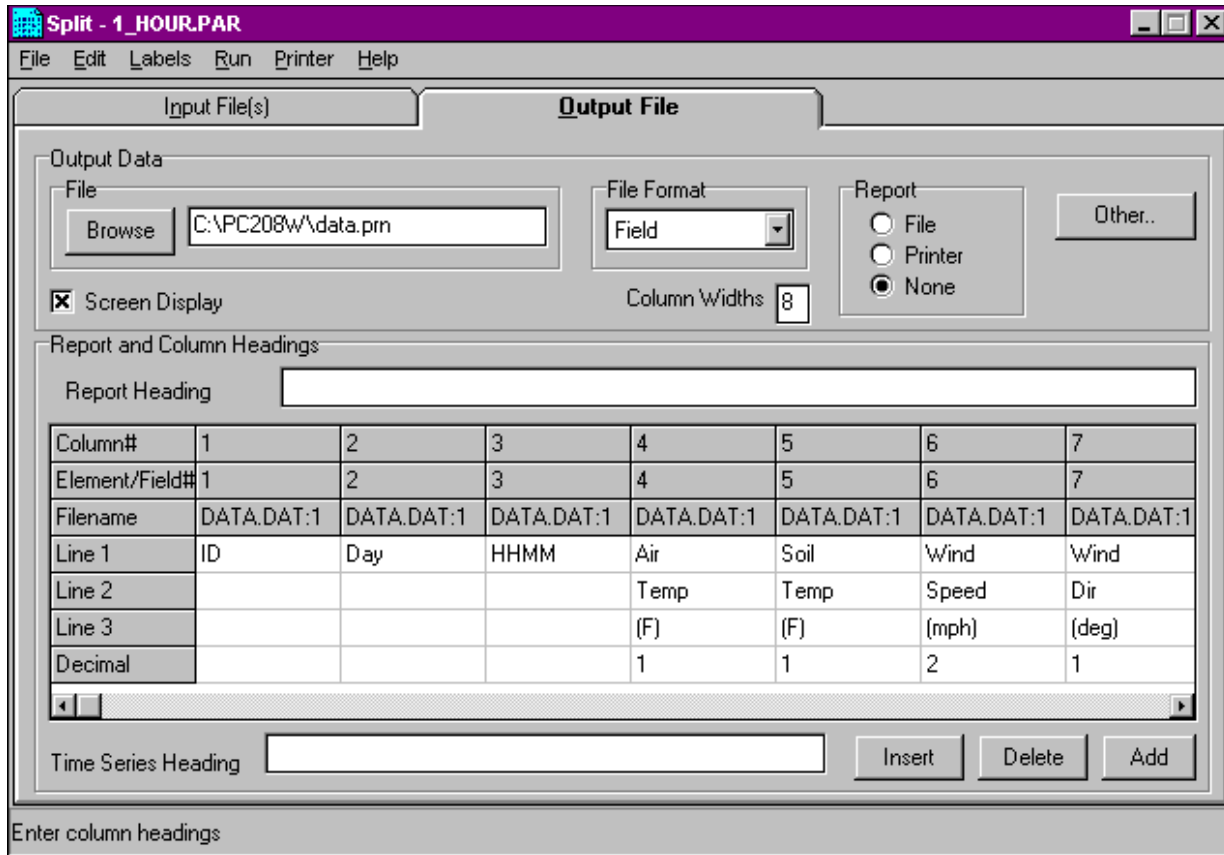 Split - 1_HOUR.PAR
File Edit Labels Run Printer Help
Input File(s) Output File
Output Data
File File Format Report
Browse C:\PC208W\data.prn Field File Other..
Printer
Screen Display Column Widths 8 None
Report and Column Headings
Report Heading
Column# 1 2 3 4 5 6 7
Element/Field# 1 2 3 4 5 6 7
Filename DATA.DAT:1 DATA.DAT:1 DATA.DAT:1 DATA.DAT:1 DATA.DAT:1 DATA.DAT:1 DATA.DAT:1
Line 1 ID Day HHMM Air Soil Wind Wind
Line 2 Temp Temp Speed Dir
Line 3 (F) (F) (mph) (deg)
Decimal 1 1 2 1
Time Series Heading Insert Delete Add
Enter column headings